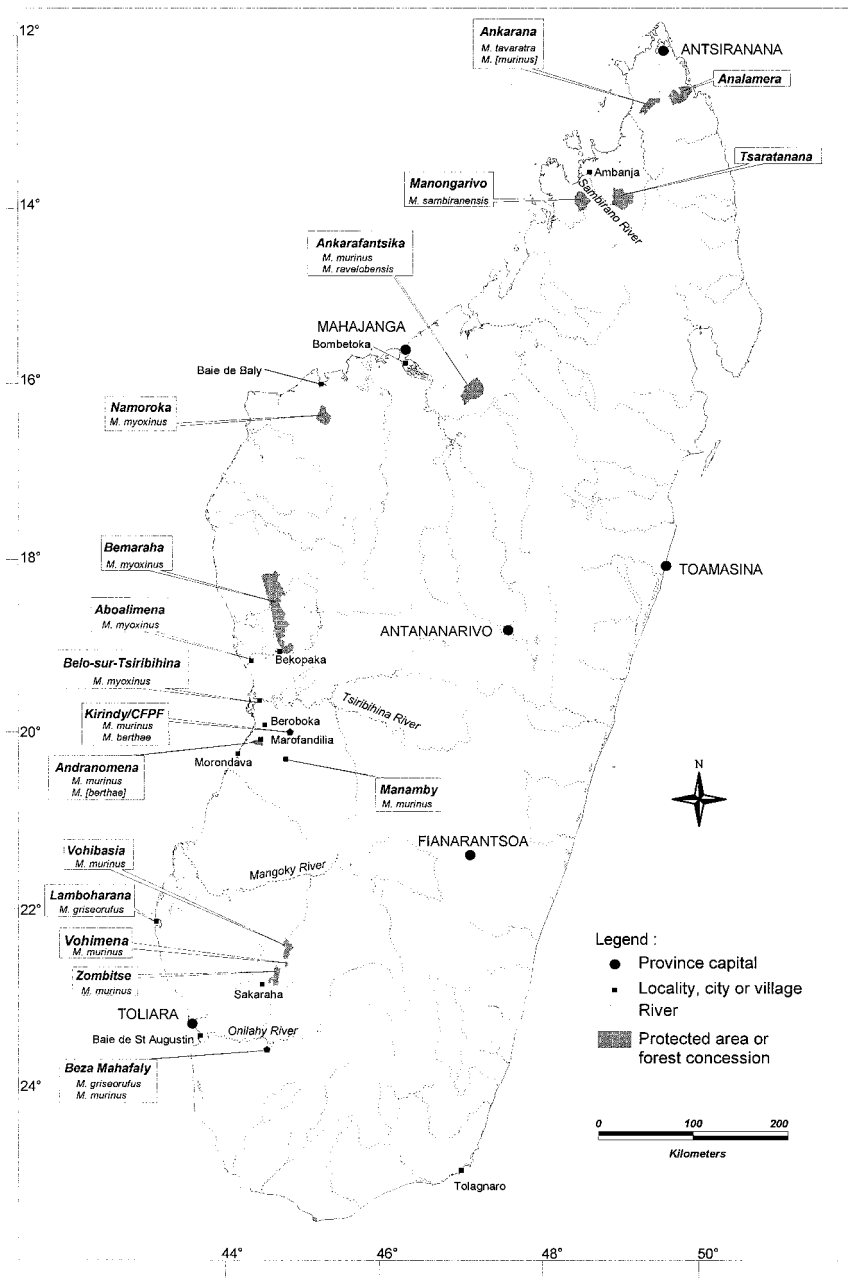 12°
14°
16°
18°
20°
22°
24°
Ankarana
M. tavaratra
M. [murinus]
ANTSIRANANA
Analamera
Tsaratanana
Ambanja
Manongarivo
M. sambiranensis
Sambirano River
Ankarafantsika
M. murinus
M. ravelobensis
MAHAJANGA
Bombetoka
Baie de Baly
Namoroka
M. myoxinus
Bemaraha
M. myoxinus
TOAMASINA
Aboalimena
M. myoxinus
ANTANANARIVO
Bekopaka
Belo-sur-Tsiribihina
M. myoxinus
Tsiribihina River
Kirindy/CFPF
M. murinus
M. berthae
Beroboka
Marofandilia
Andranomena
M. murinus
M. [berthae]
Morondava
Manamby
M. murinus
N
FIANARANTSOA
Vohibasia
M. murinus
Mangoky River
Lamboharana
M. griseorufus
Vohimena
M. murinus
Zombitse
M. murinus
Sakaraha
TOLIARA
Baie de St Augustin
Onilahy River
Beza Mahafaly
M. griseorufus
M. murinus
Tolagnaro
Legend :
Province capital
Locality, city or village
River
Protected area or
forest concession
0 100 200
Kilometers
44° 46° 48° 50°